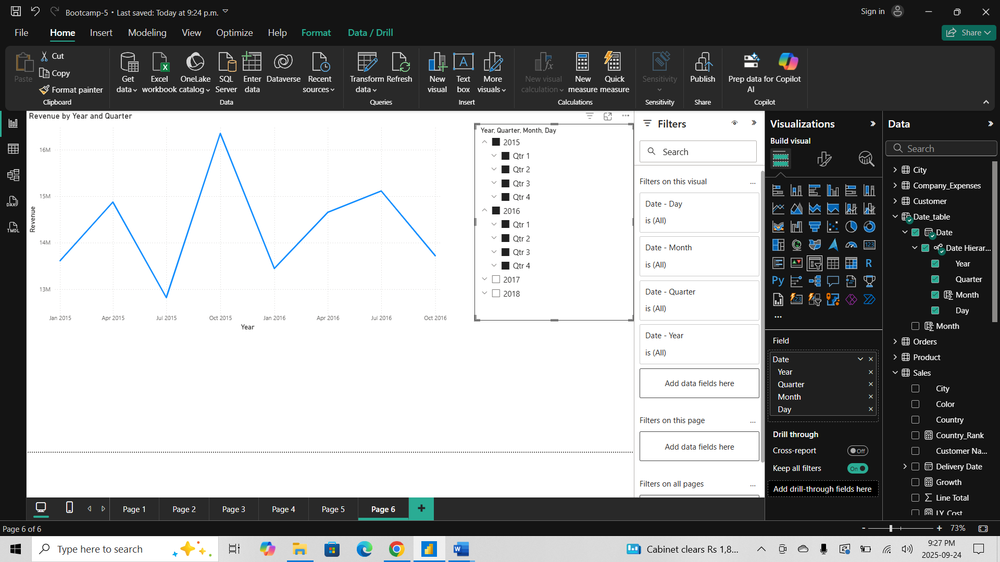 Bootcamp-5 • Last saved: Today at 9:24 p.m.
Sign in
File Home Insert Modeling View Optimize Help Format Data / Drill
Share
Paste
Cut
Copy
Format painter
Clipboard
Get data
Excel workbook
OneLake catalog
SQL Server
Enter data
Dataverse
Recent sources
Data
Transform data
Refresh
Queries
New visual
Text box
More visuals
Insert
New visual calculation
New measure
Quick measure
Calculations
Sensitivity
Sensitivity
Publish
Share
Prep data for AI
Copilot
Copilot
DAX
TMDL
Revenue by Year and Quarter
16M
15M
14M
13M
Revenue
Jan 2015 Apr 2015 Jul 2015 Oct 2015 Jan 2016 Apr 2016 Jul 2016 Oct 2016
Year
Year, Quarter, Month, Day
2015
Qtr 1
Qtr 2
Qtr 3
Qtr 4
2016
Qtr 1
Qtr 2
Qtr 3
Qtr 4
2017
2018
Filters
Search
Filters on this visual
Date - Day
is (All)
Date - Month
is (All)
Date - Quarter
is (All)
Date - Year
is (All)
Add data fields here
Filters on this page
Add data fields here
Filters on all pages
Visualizations
Build visual
123
R
Py
123
Field
Date
Year
Quarter
Month
Day
Drill through
Cross-report
Off
Keep all filters
On
Add drill-through fields here
Data
Search
City
Company_Expenses
Customer
Date_table
Date
Date Hierar...
Year
Quarter
Month
Day
Month
Orders
Product
Sales
City
Color
Country
Country_Rank
Customer Na...
Delivery Date
Growth
Line Total
LY Cost
Page 1 Page 2 Page 3 Page 4 Page 5 Page 6
Page 6 of 6
73%
Type here to search
Cabinet clears Rs 1,8...
9:27 PM
2025-09-24